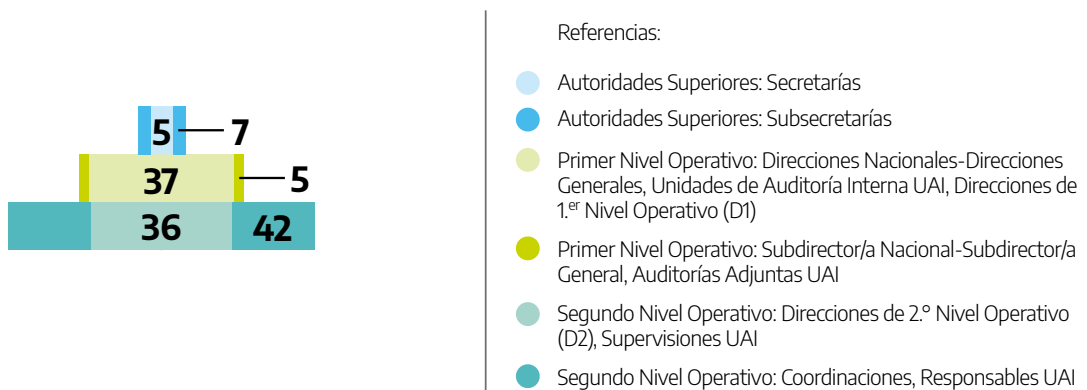 5
7
37
5
36
42
Referencias:
Autoridades Superiores: Secretarías
Autoridades Superiores: Subsecretarías
Primer Nivel Operativo: Direcciones Nacionales-Direcciones
Generales, Unidades de Auditoría Interna UAI, Direcciones de
1.er Nivel Operativo (D1)
Primer Nivel Operativo: Subdirector/a Nacional-Subdirector/a
General, Auditorías Adjuntas UAI
Segundo Nivel Operativo: Direcciones de 2.º Nivel Operativo
(D2), Supervisiones UAI
Segundo Nivel Operativo: Coordinaciones, Responsables UAI